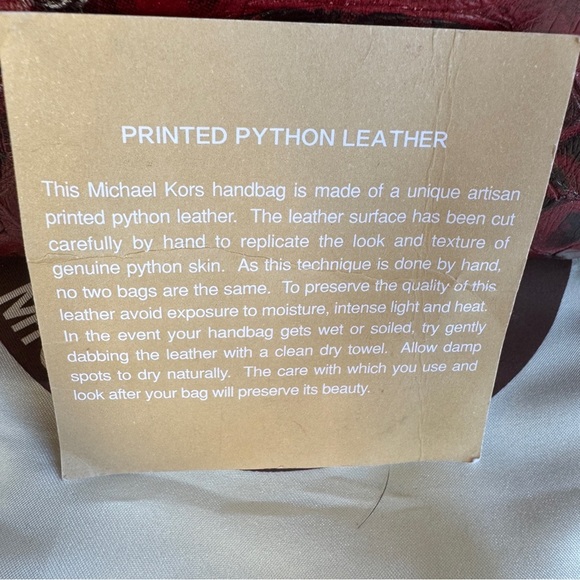 PRINTED PYTHON LEATHER
This Michael Kors handbag is made of a unique artisan
printed python leather. The leather surface has been cut
carefully by hand to replicate the look and texture of
genuine python skin. As this technique is done by hand,
no two bags are the same. To preserve the quality of this
leather avoid exposure to moisture, intense light and heat.
In the event your handbag gets wet or soiled, try gently
dabbing the leather with a clean dry towel. Allow damp
spots to dry naturally. The care with which you use and
look after your bag will preserve its beauty.